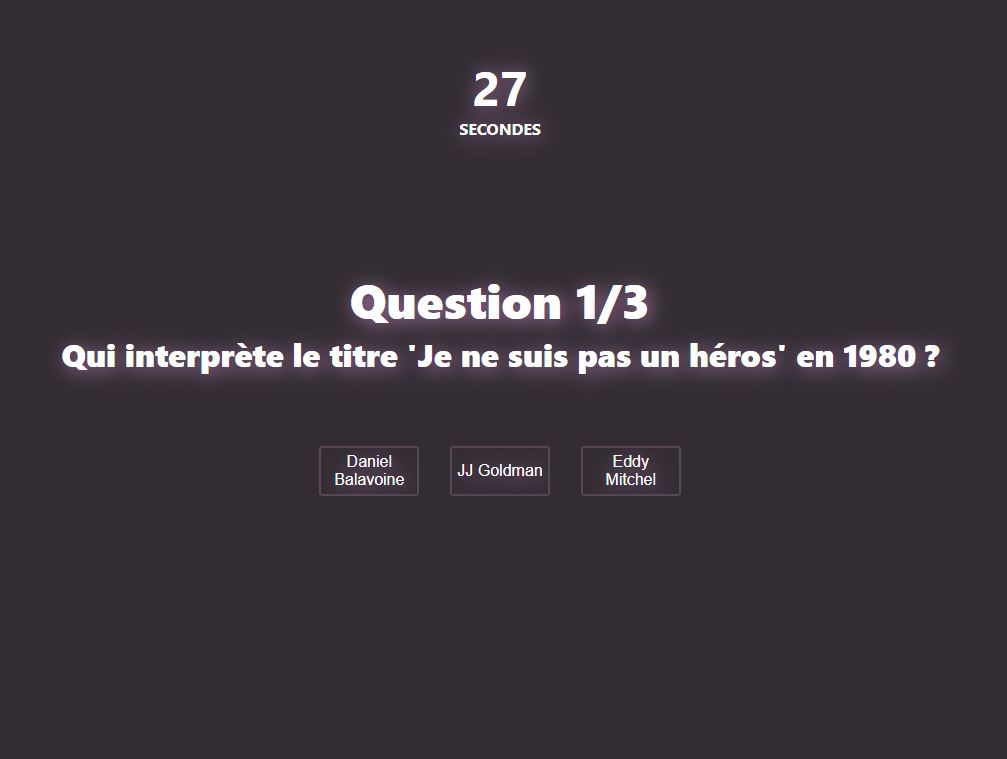 27
SECONDES
Question 1/3
Qui interprète le titre 'Je ne suis pas un héros' en 1980 ?
Daniel
Balavoine
JJ Goldman
Eddy
Mitchel